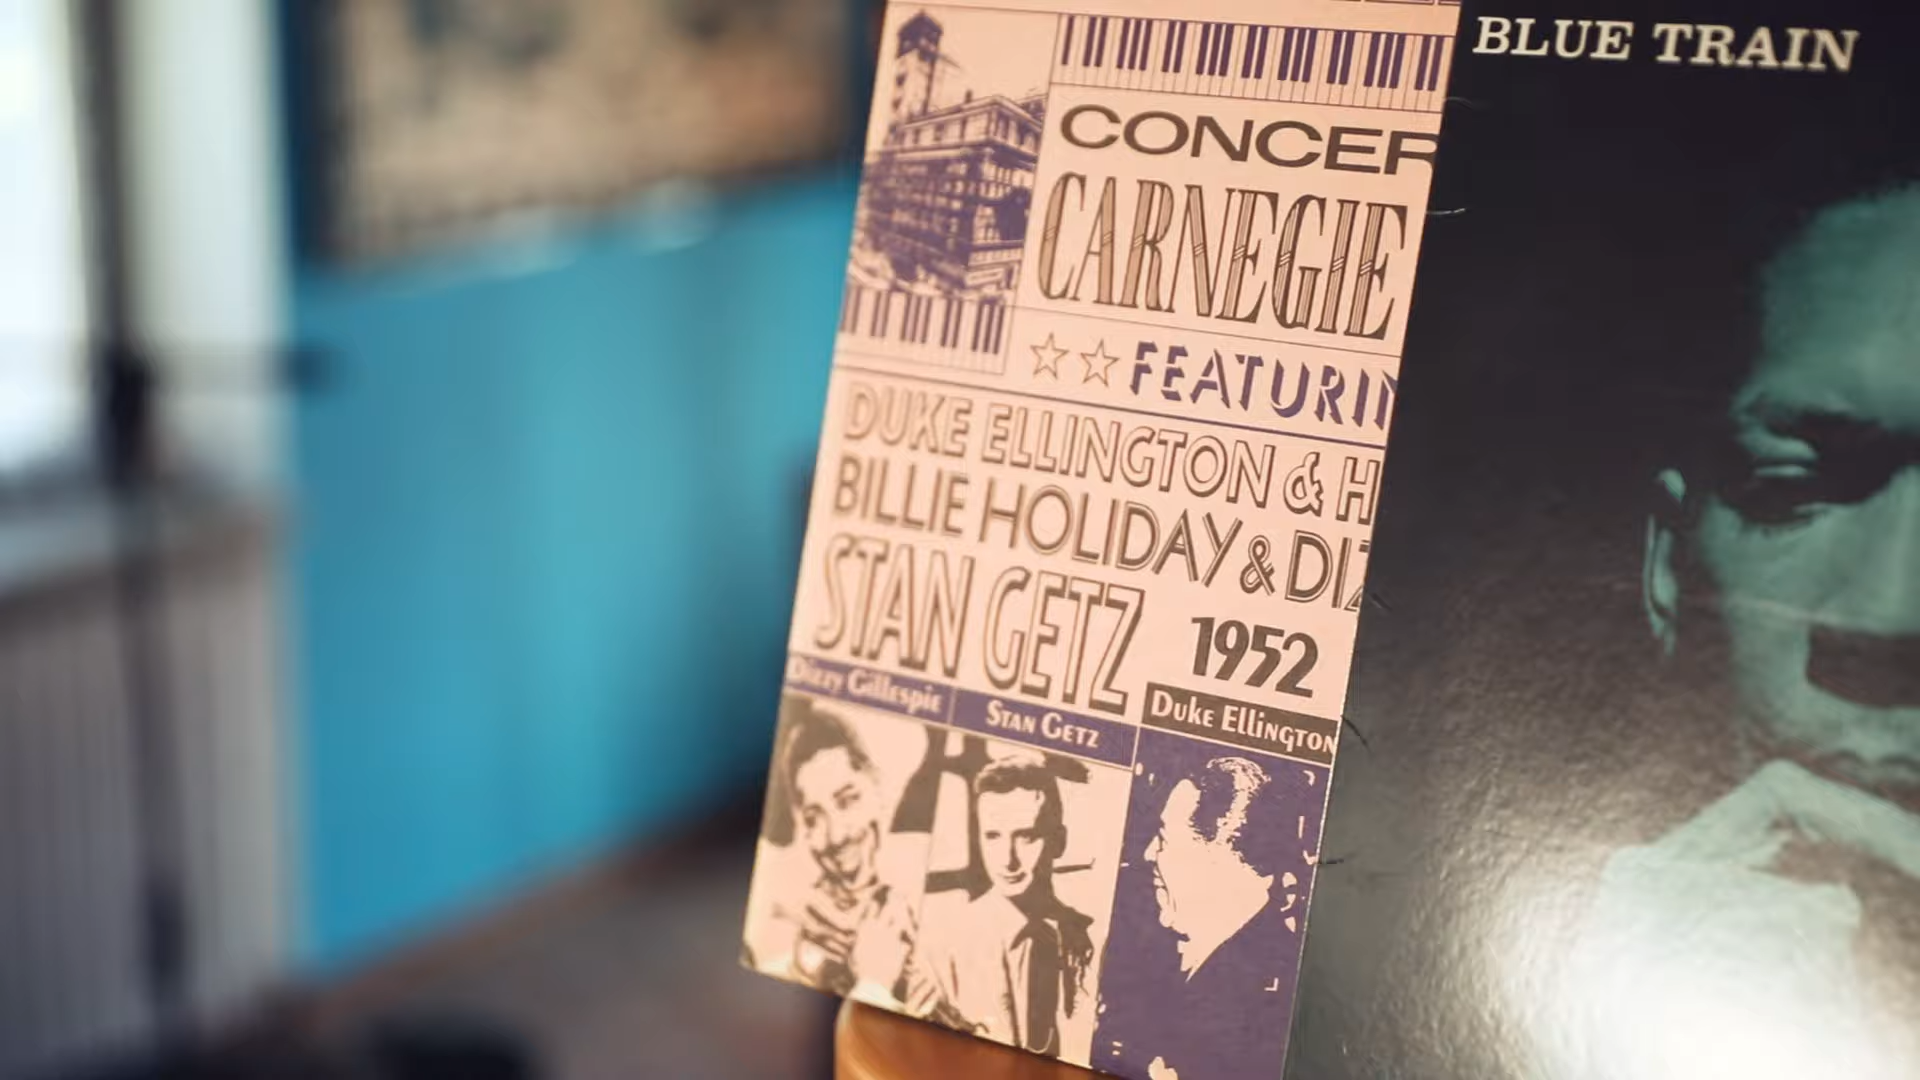 CONCER
CARNEGIE
FEATURIN
DUKE ELLINGTON & H
BILLIE HOLIDAY & DIZ
STAN GETZ
1952
Dizzy Gillespie
STAN GETZ
DUKE ELLINGTON
BLUE TRAIN